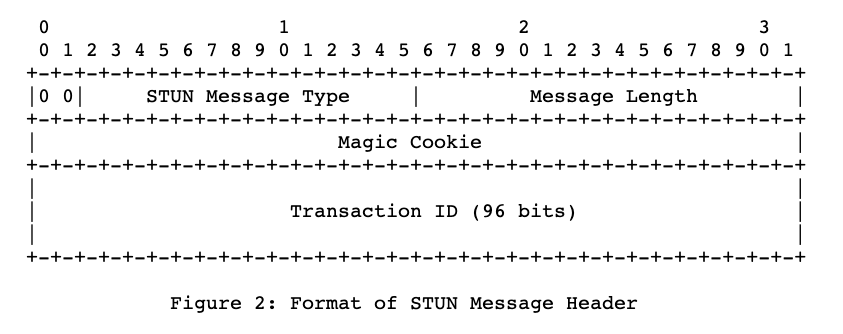 0                   1                   2                   3
 0 1 2 3 4 5 6 7 8 9 0 1 2 3 4 5 6 7 8 9 0 1 2 3 4 5 6 7 8 9 0 1
+-+-+-+-+-+-+-+-+-+-+-+-+-+-+-+-+-+-+-+-+-+-+-+-+-+-+-+-+-+-+-+-+
|0 0|     STUN Message Type     |         Message Length        |
+-+-+-+-+-+-+-+-+-+-+-+-+-+-+-+-+-+-+-+-+-+-+-+-+-+-+-+-+-+-+-+-+
|                         Magic Cookie                          |
+-+-+-+-+-+-+-+-+-+-+-+-+-+-+-+-+-+-+-+-+-+-+-+-+-+-+-+-+-+-+-+-+
|                                                               |
|                     Transaction ID (96 bits)                  |
|                                                               |
+-+-+-+-+-+-+-+-+-+-+-+-+-+-+-+-+-+-+-+-+-+-+-+-+-+-+-+-+-+-+-+-+
            Figure 2: Format of STUN Message Header